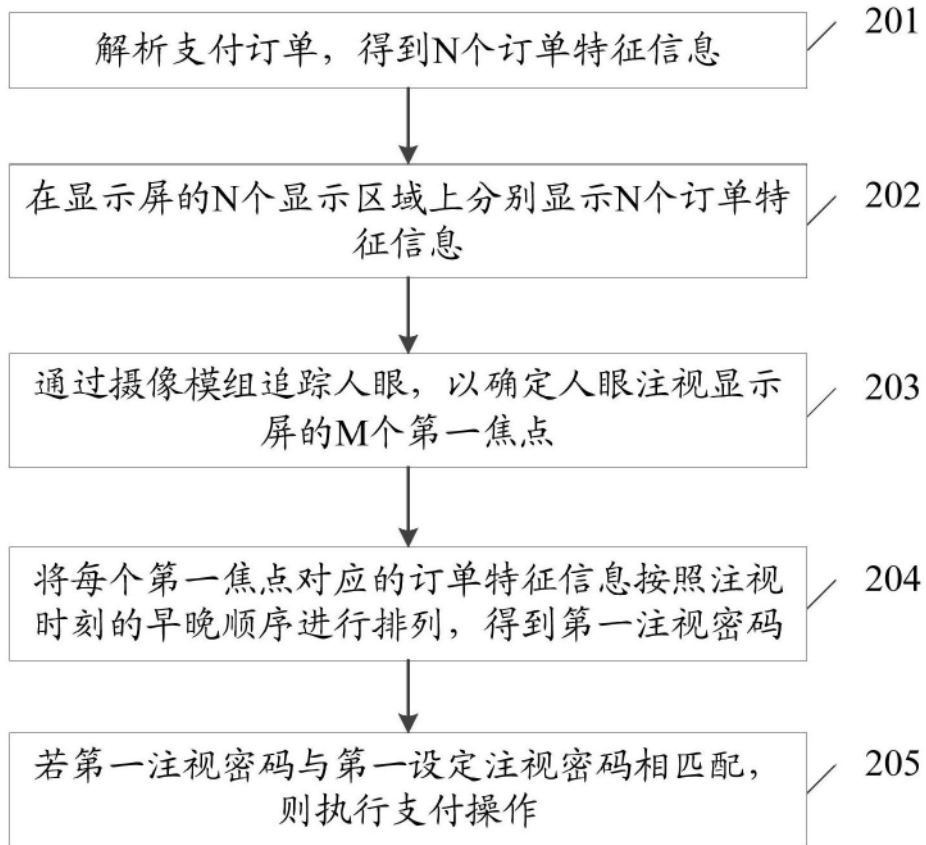 解析支付订单，得到N个订单特征信息
201
在显示屏的N个显示区域上分别显示N个订单特
征信息
202
通过摄像模组追踪人眼，以确定人眼注视显示
屏的M个第一焦点
203
将每个第一焦点对应的订单特征信息按照注视
时刻的早晚顺序进行排列，得到第一注视密码
204
若第一注视密码与第一设定注视密码相匹配，
则执行支付操作
205